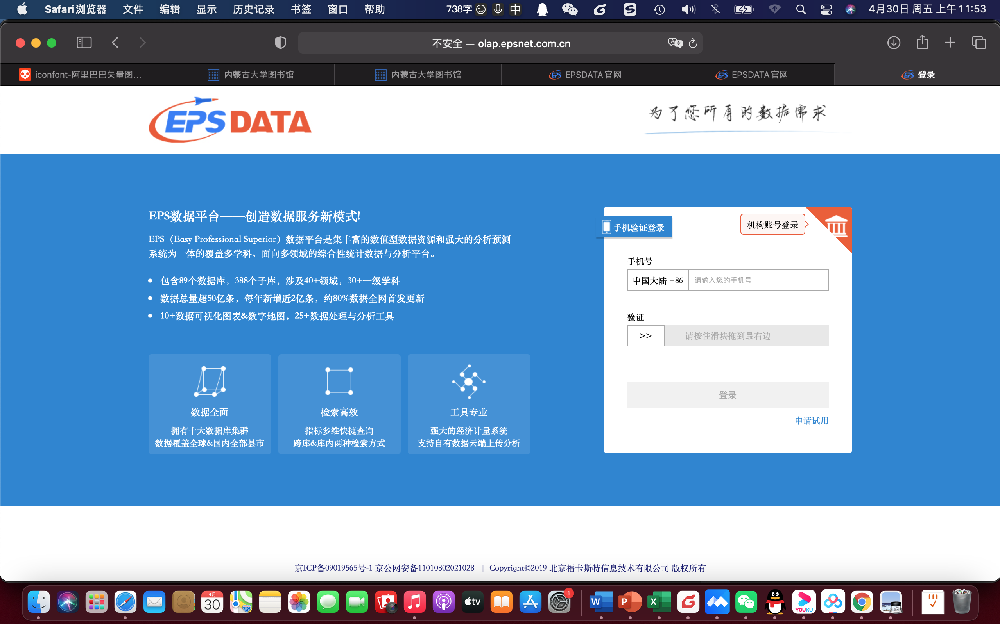 Safari浏览器 文件 编辑 显示 历史记录 书签 窗口 帮助 738字 中 4月30日 周五 上午11:53
不安全 — olap.epsnet.com.cn
iconfont-阿里巴巴矢量图… 内蒙古大学图书馆 内蒙古大学图书馆 EPS EPSDATA官网 EPS EPSDATA官网 EPS 登录
EPS DATA
为了您所有的数据需求
EPS数据平台——创造数据服务新模式!
EPS（Easy Professional Superior）数据平台是集丰富的数值型数据资源和强大的分析预测
系统为一体的覆盖多学科、面向多领域的综合性统计数据与分析平台。
包含89个数据库，388个子库，涉及40+领域，30+一级学科
数据总量超50亿条，每年新增近2亿条，约80%数据全网首发更新
10+数据可视化图表&数字地图，25+数据处理与分析工具
数据全面
拥有十大数据库集群
数据覆盖全球&国内全部县市
检索高效
指标多维快捷查询
跨库&库内两种检索方式
工具专业
强大的经济计量系统
支持自有数据云端上传分析
手机验证登录
机构账号登录
手机号
中国大陆 +86 请输入您的手机号
验证
>> 请按住滑块拖到最右边
登录
申请试用
京ICP备09019565号-1 京公网安备11010802021028 | Copyright©2019 北京福卡斯特信息技术有限公司 版权所有
4月
30
280
tv
1
W
P
X
YOUKU